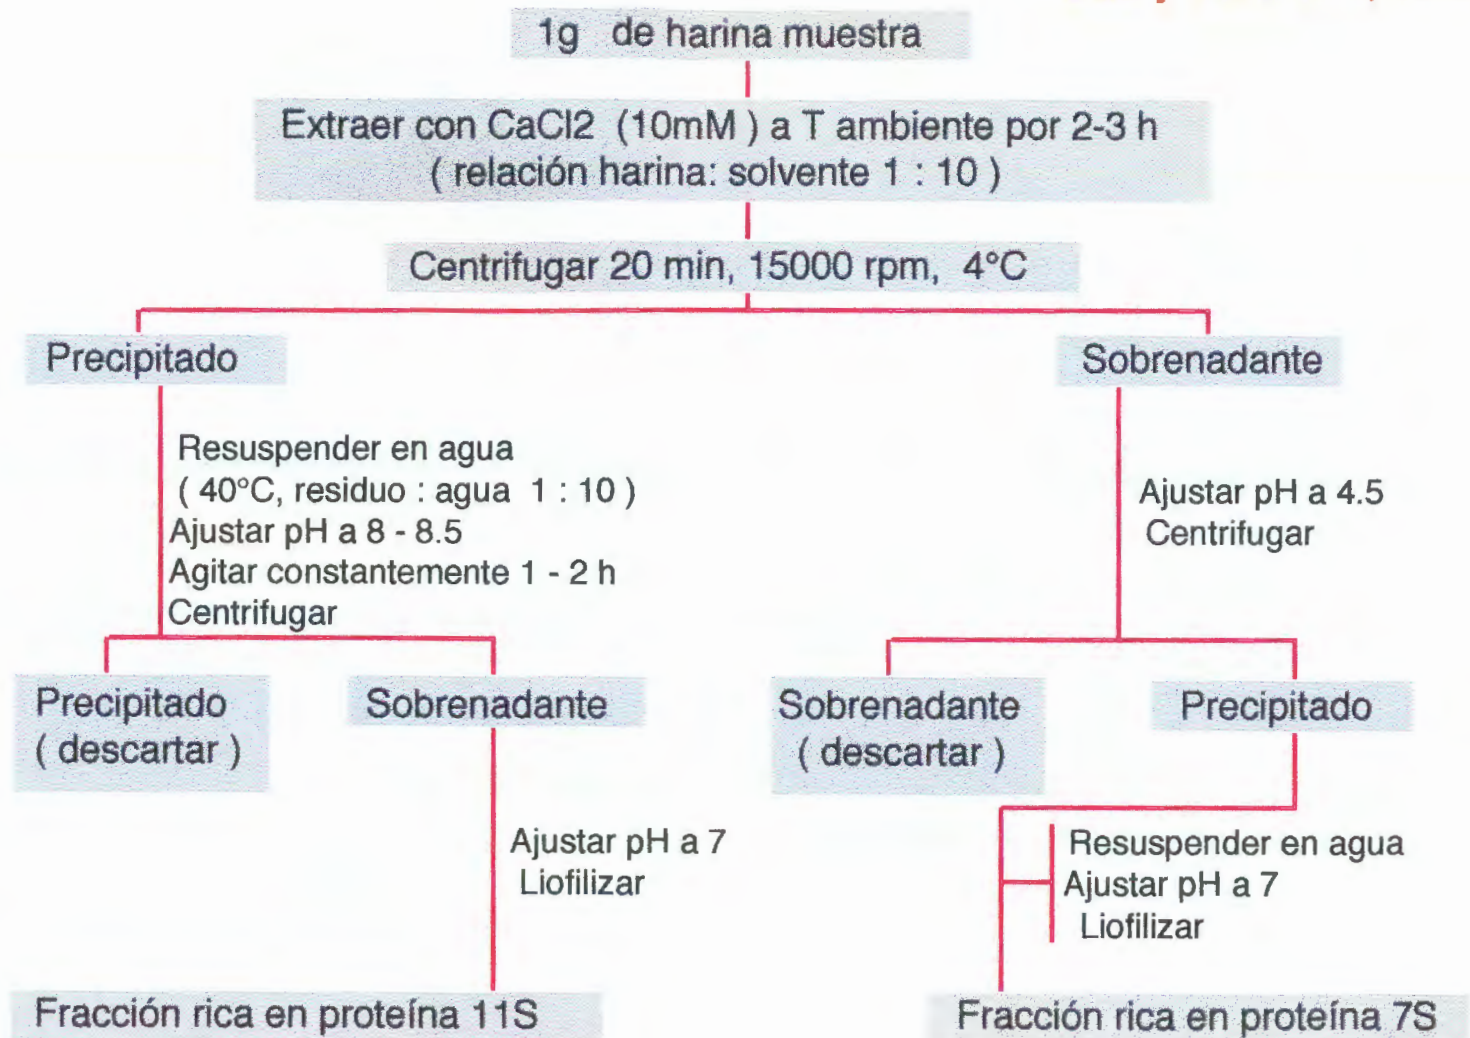 1g de harina muestra
Extraer con CaCl2 (10mM ) a T ambiente por 2-3 h
( relación harina: solvente 1 : 10 )
Centrifugar 20 min, 15000 rpm, 4°C
Precipitado
Sobrenadante
Resuspender en agua
( 40°C, residuo : agua 1 : 10 )
Ajustar pH a 8 - 8.5
Agitar constantemente 1 - 2 h
Centrifugar
Ajustar pH a 4.5
Centrifugar
Precipitado
( descartar )
Sobrenadante
Sobrenadante
( descartar )
Precipitado
Ajustar pH a 7
Liofilizar
Resuspender en agua
Ajustar pH a 7
Liofilizar
Fracción rica en proteína 11S
Fracción rica en proteína 7S